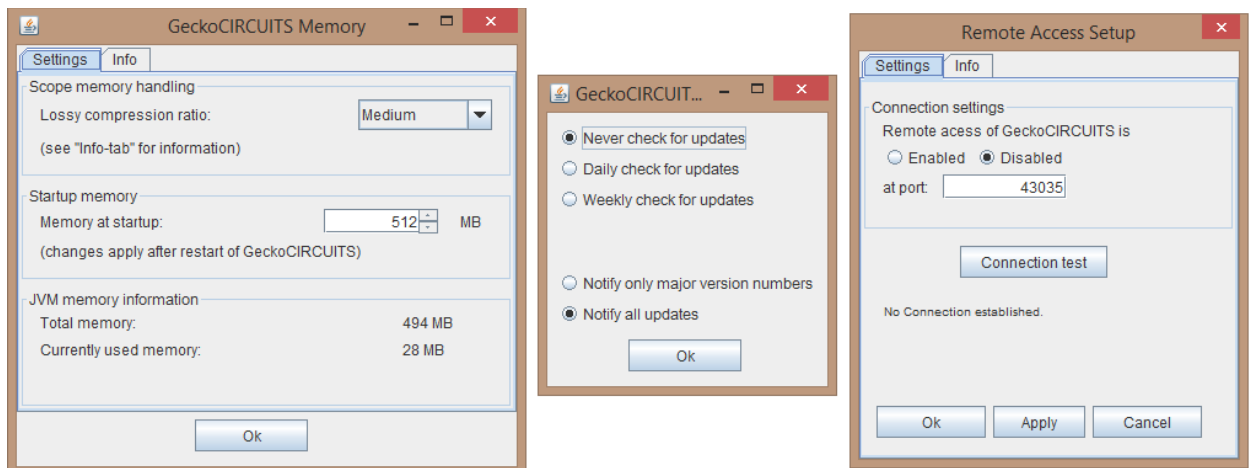 GeckoCIRCUITS Memory
Settings Info
Scope memory handling
Lossy compression ratio: Medium
(see "Info-tab" for information)
Startup memory
Memory at startup: 512 MB
(changes apply after restart of GeckoCIRCUITS)
JVM memory information
Total memory: 494 MB
Currently used memory: 28 MB
Ok
GeckoCIRCUIT...
Never check for updates
Daily check for updates
Weekly check for updates
Notify only major version numbers
Notify all updates
Ok
Remote Access Setup
Settings Info
Connection settings
Remote acess of GeckoCIRCUITS is
Enabled Disabled
at port: 43035
Connection test
No Connection established.
Ok Apply Cancel